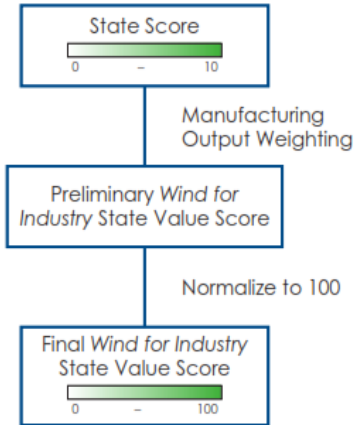 State Score
0 – 10
Manufacturing
Output Weighting
Preliminary Wind for
Industry State Value Score
Normalize to 100
Final Wind for Industry
State Value Score
0 – 100